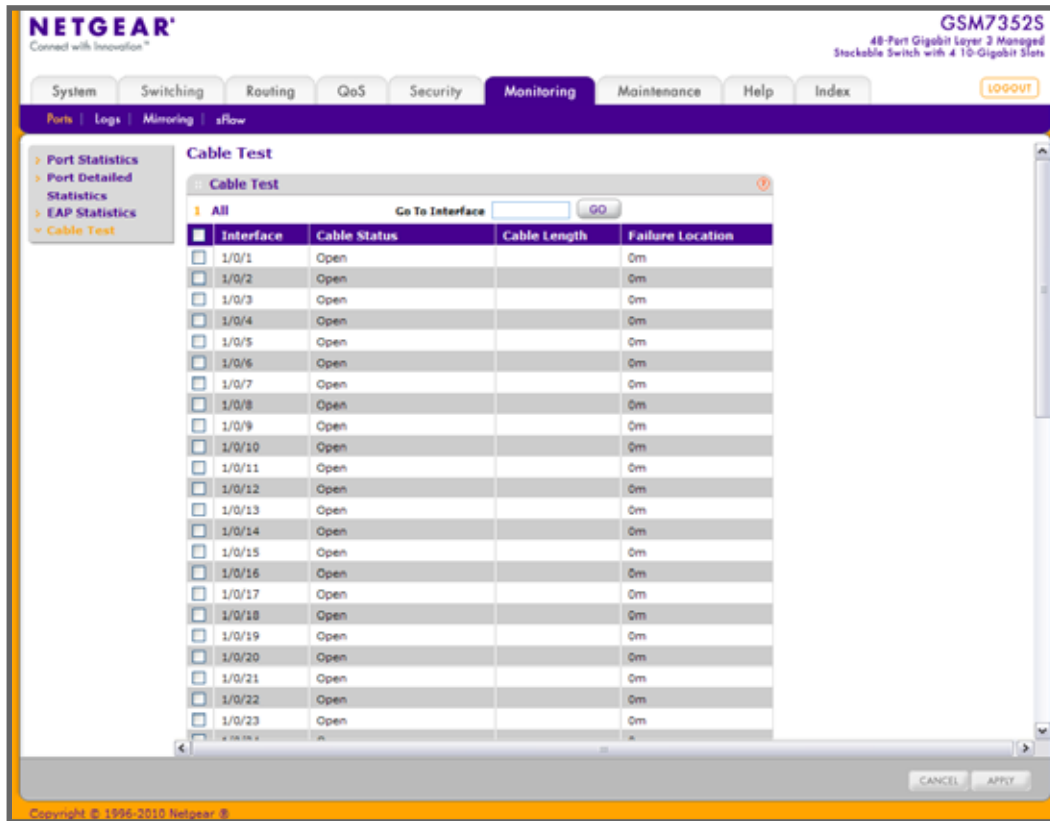 NETGEAR®
Connect with Innovation™
GSM7352S
48-Port Gigabit Layer 3 Managed
Stackable Switch with 4 10-Gigabit Slots
System Switching Routing QoS Security Monitoring Maintenance Help Index LOGOUT
Ports | Logs | Mirroring | sFlow
Port Statistics
Port Detailed
Statistics
EAP Statistics
Cable Test
Cable Test
Cable Test
1 All Go To Interface GO
Interface Cable Status Cable Length Failure Location
1/0/1 Open 0m
1/0/2 Open 0m
1/0/3 Open 0m
1/0/4 Open 0m
1/0/5 Open 0m
1/0/6 Open 0m
1/0/7 Open 0m
1/0/8 Open 0m
1/0/9 Open 0m
1/0/10 Open 0m
1/0/11 Open 0m
1/0/12 Open 0m
1/0/13 Open 0m
1/0/14 Open 0m
1/0/15 Open 0m
1/0/16 Open 0m
1/0/17 Open 0m
1/0/18 Open 0m
1/0/19 Open 0m
1/0/20 Open 0m
1/0/21 Open 0m
1/0/22 Open 0m
1/0/23 Open 0m
CANCEL APPLY
Copyright © 1996-2010 Netgear ®